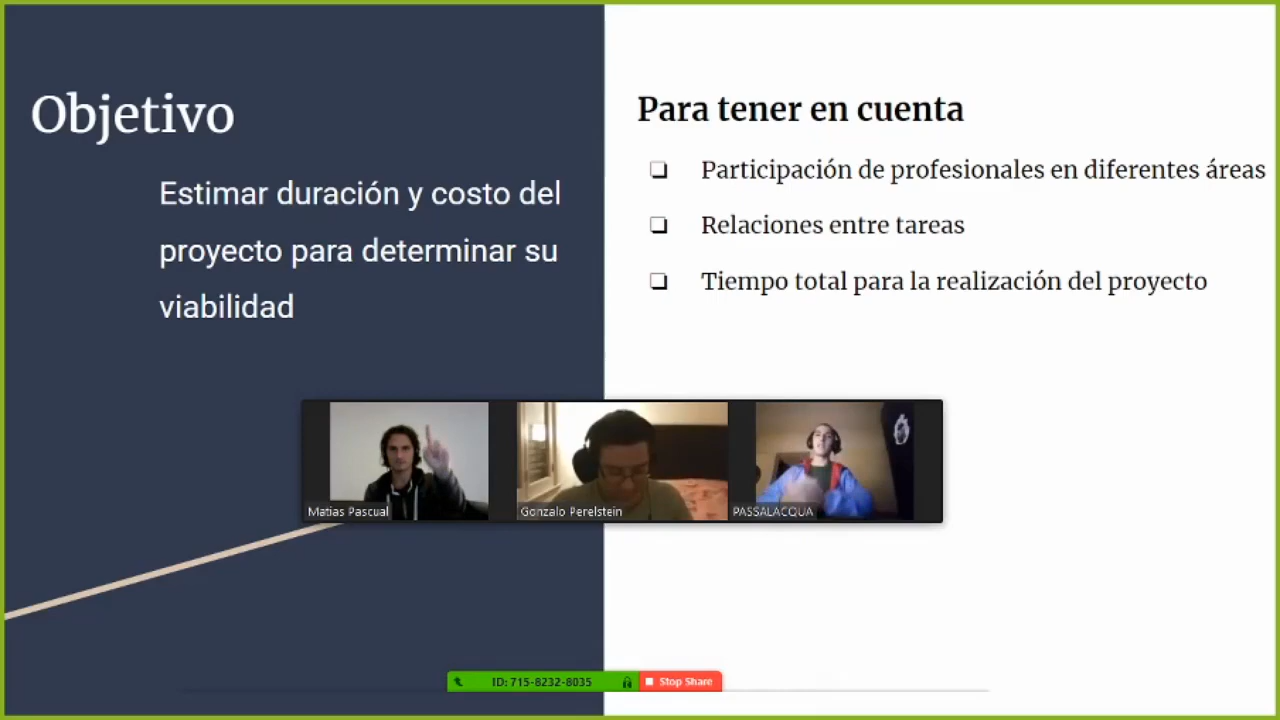 Objetivo
Estimar duración y costo del
proyecto para determinar su
viabilidad
Para tener en cuenta
Participación de profesionales en diferentes áreas
Relaciones entre tareas
Tiempo total para la realización del proyecto
Matias Pascual
Gonzalo Perelstein
PASSALACQUA
ID: 715-8232-8035
Stop Share